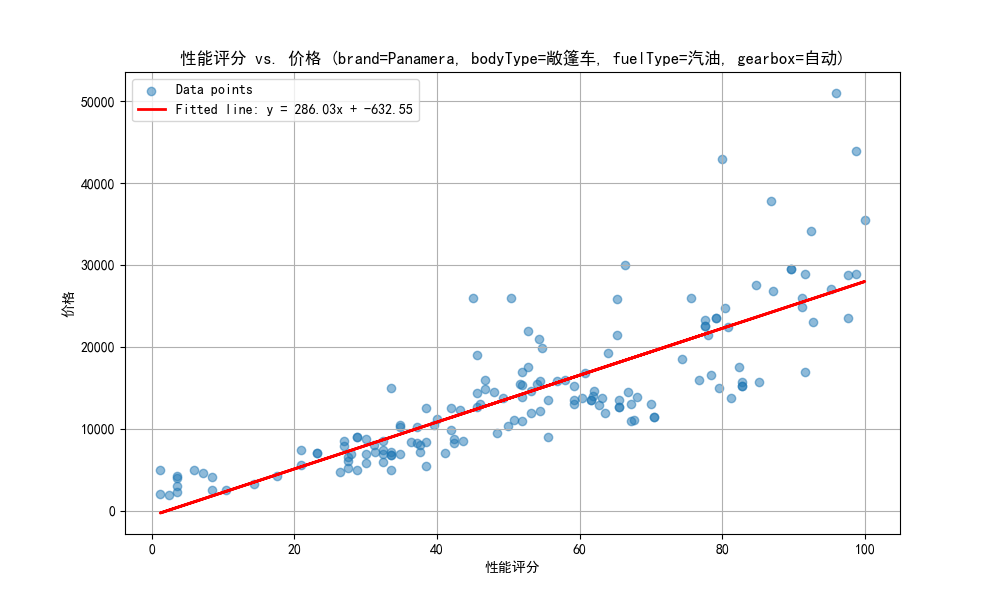 性能评分 vs. 价格 (brand=Panamera, bodyType=敞篷车, fuelType=汽油, gearbox=自动)
Data points
Fitted line: y = 286.03x + -632.55
价格
50000
40000
30000
20000
10000
0
0 20 40 60 80 100
性能评分